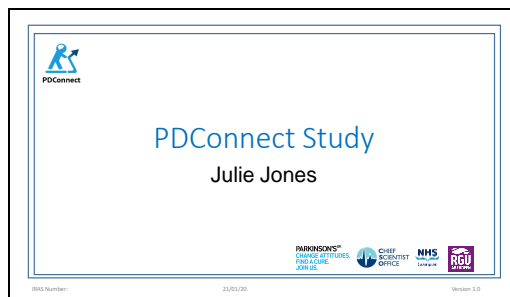 PDConnect
PDConnect Study
Julie Jones
PARKINSON'S UK
CHANGE ATTITUDES.
FIND A CURE.
JOIN US.
CHIEF
SCIENTIST
OFFICE
NHS
RGU
IRAS Number:
21/01/20.
Version 1.0